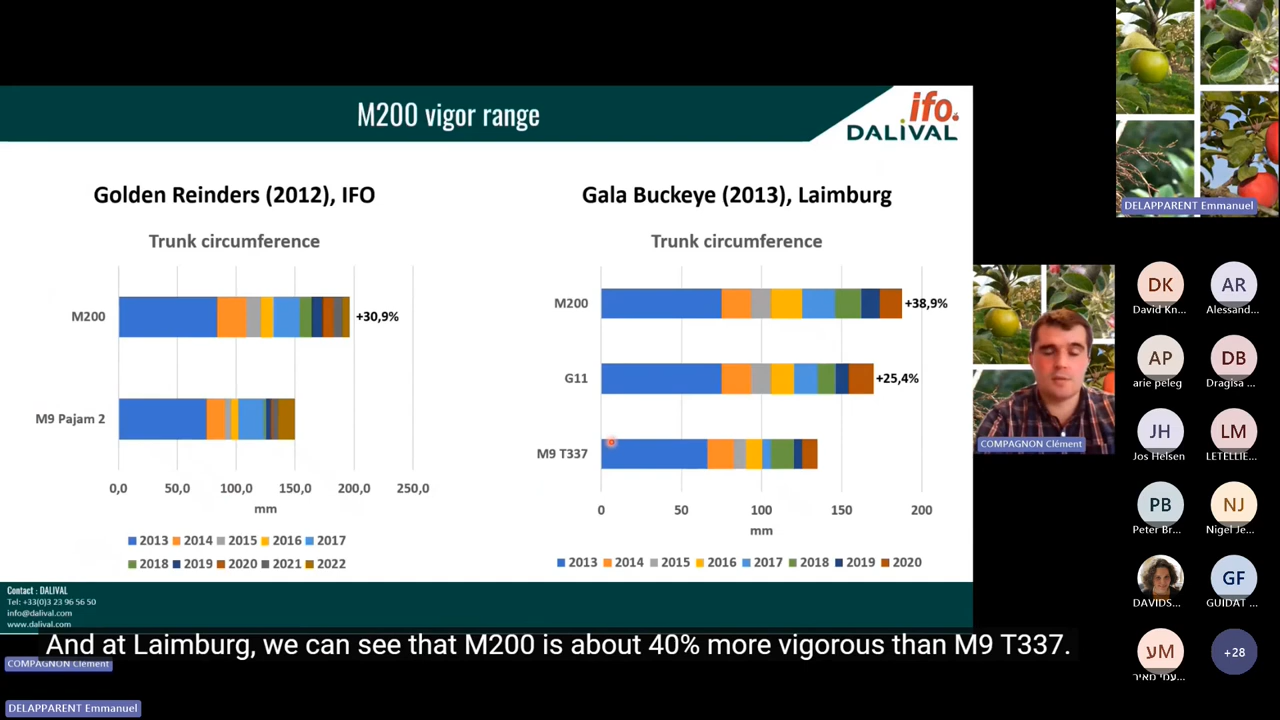 M200 vigor range
ifo.
DALIVAL
Golden Reinders (2012), IFO
Trunk circumference
M200
+30,9%
M9 Pajam 2
0,0 50,0 100,0 150,0 200,0 250,0
mm
2013 2014 2015 2016 2017
2018 2019 2020 2021 2022
Gala Buckeye (2013), Laimburg
Trunk circumference
M200
+38,9%
G11
+25,4%
M9 T337
0 50 100 150 200
mm
2013 2014 2015 2016 2017 2018 2019 2020
Contact : DALIVAL
Tel: +33(0)3 23 96 56 50
info@dalival.com
www.dalival.com
And at Laimburg, we can see that M200 is about 40% more vigorous than M9 T337.
COMPAGNON Clément
DELAPPARENT Emmanuel
COMPAGNON Clément
DELAPPARENT Emmanuel
DK
David Kn...
AR
Alessand...
AP
arie peleg
DB
Dragisa ...
JH
Jos Helsen
LM
LETELLIE...
PB
Peter Br...
NJ
Nigel Je...
DAVIDS...
GF
GUIDAT ...
עM
עמי מאיר...
+28